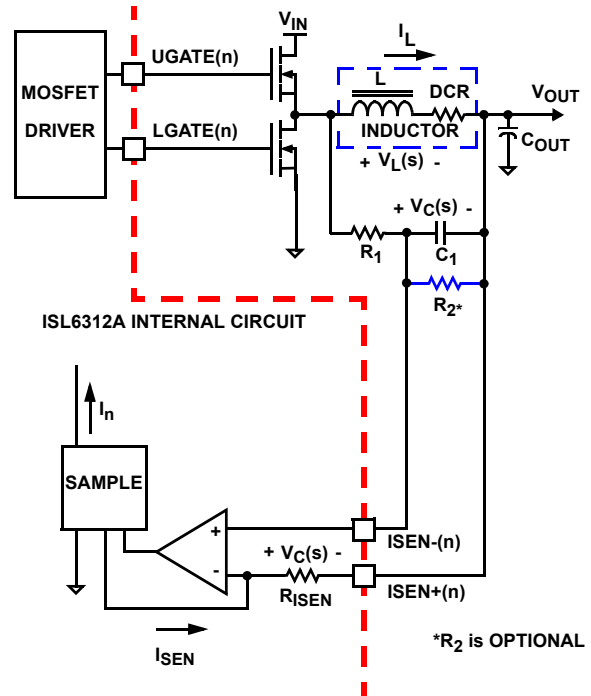 V_IN
I_L
UGATE(n)
L
DCR
V_OUT
MOSFET
DRIVER
LGATE(n)
INDUCTOR
C_OUT
+ V_L(s) -
+ V_C(s) -
R_1
C_1
R_2*
ISL6312A INTERNAL CIRCUIT
I_n
SAMPLE
+
ISEN-(n)
+ V_C(s) -
-
R_ISEN
ISEN+(n)
I_SEN
*R_2 is OPTIONAL